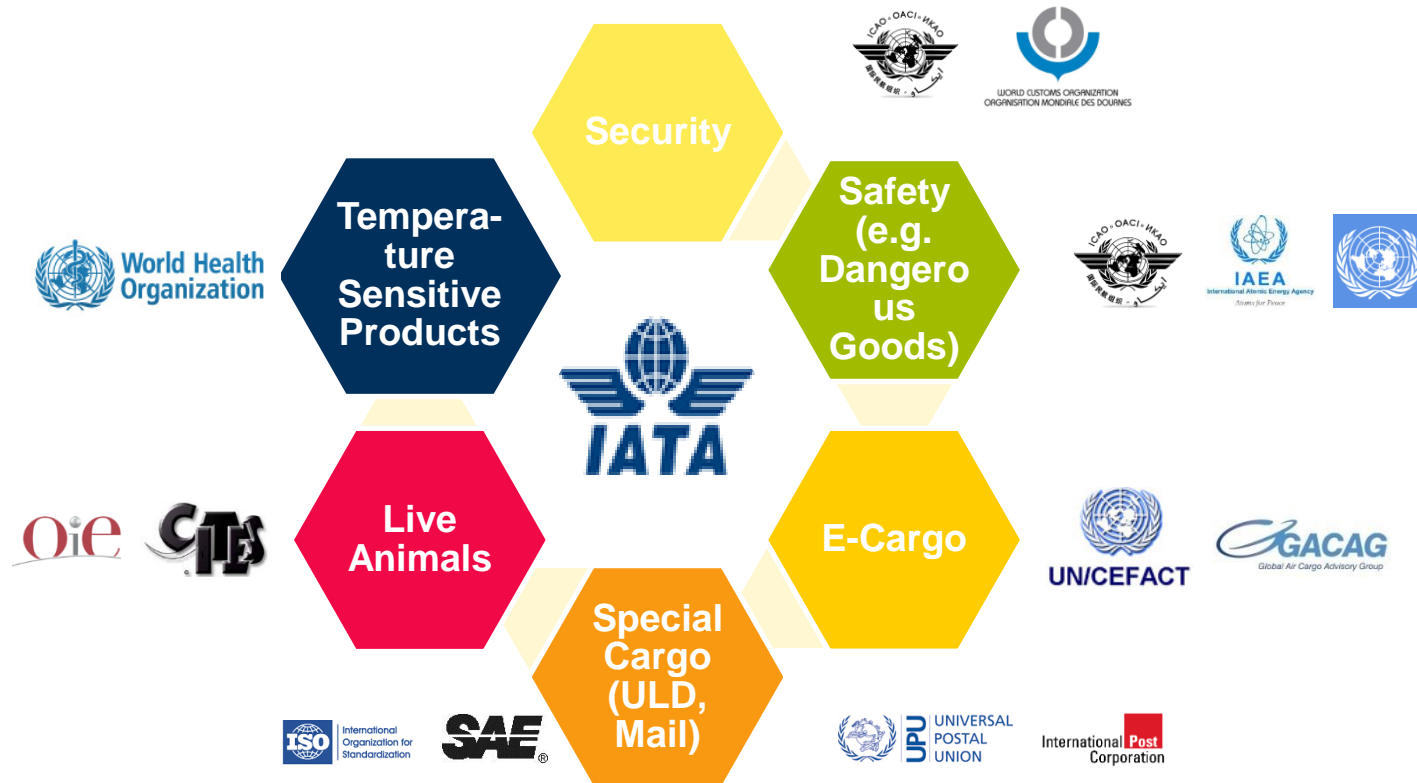 ICAO · OACI · ИКАО
WORLD CUSTOMS ORGANIZATION
ORGANISATION MONDIALE DES DOUANES
Security
Tempera-
ture
Sensitive
Products
Safety
(e.g.
Dangero
us
Goods)
World Health
Organization
ICAO · OACI · ИКАО
IAEA
International Atomic Energy Agency
Atoms for Peace
IATA
Live
Animals
E-Cargo
Oie
CITES
UN/CEFACT
GACAG
Global Air Cargo Advisory Group
Special
Cargo
(ULD,
Mail)
ISO
International
Organization for
Standardization
SAE
®
UPU
UNIVERSAL
POSTAL
UNION
International Post
Corporation